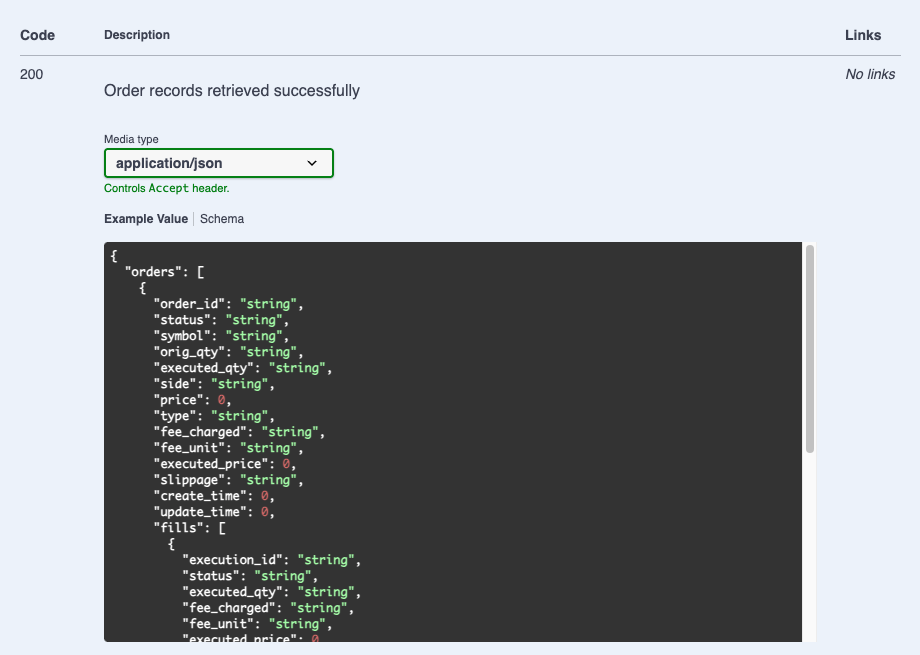 Code Description Links
200 No links
Order records retrieved successfully
Media type
application/json
Controls Accept header.
Example Value Schema
{
  "orders": [
    {
      "order_id": "string",
      "status": "string",
      "symbol": "string",
      "orig_qty": "string",
      "executed_qty": "string",
      "side": "string",
      "price": 0,
      "type": "string",
      "fee_charged": "string",
      "fee_unit": "string",
      "executed_price": 0,
      "slippage": "string",
      "create_time": 0,
      "update_time": 0,
      "fills": [
        {
          "execution_id": "string",
          "status": "string",
          "executed_qty": "string",
          "fee_charged": "string",
          "fee_unit": "string",
          "executed_price": 0